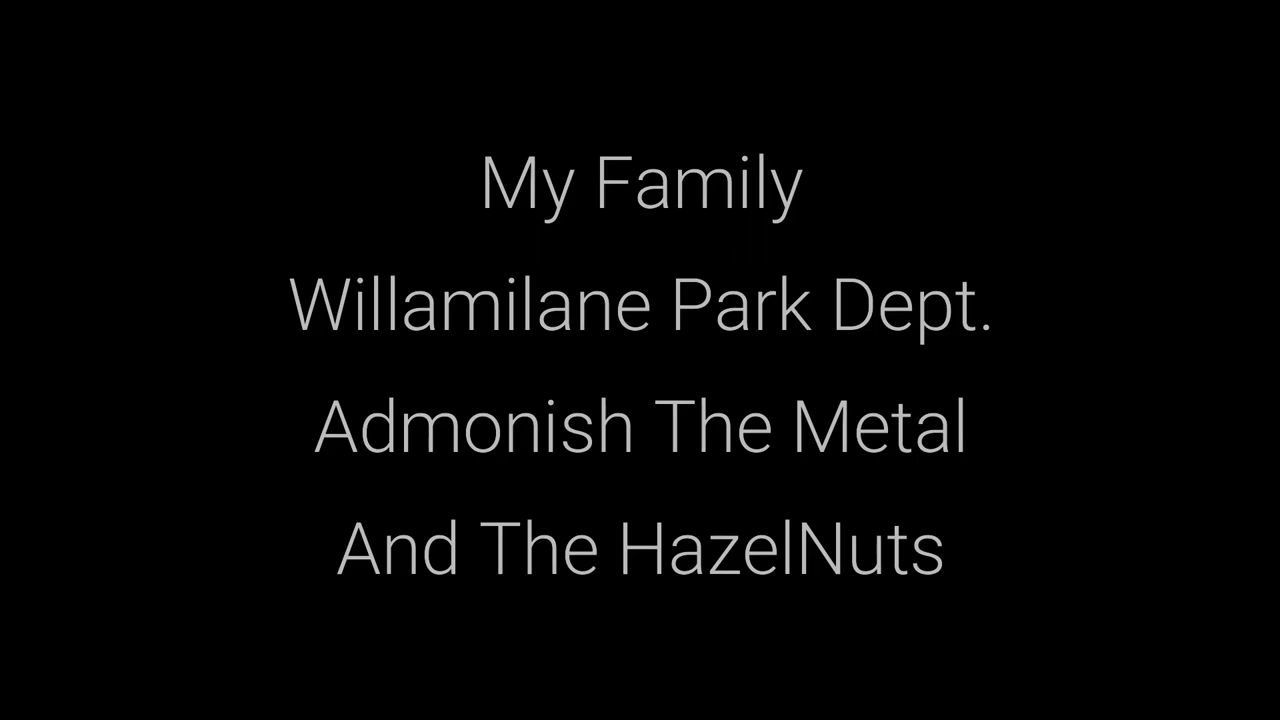 My Family
Willamilane Park Dept.
Admonish The Metal
And The HazelNuts